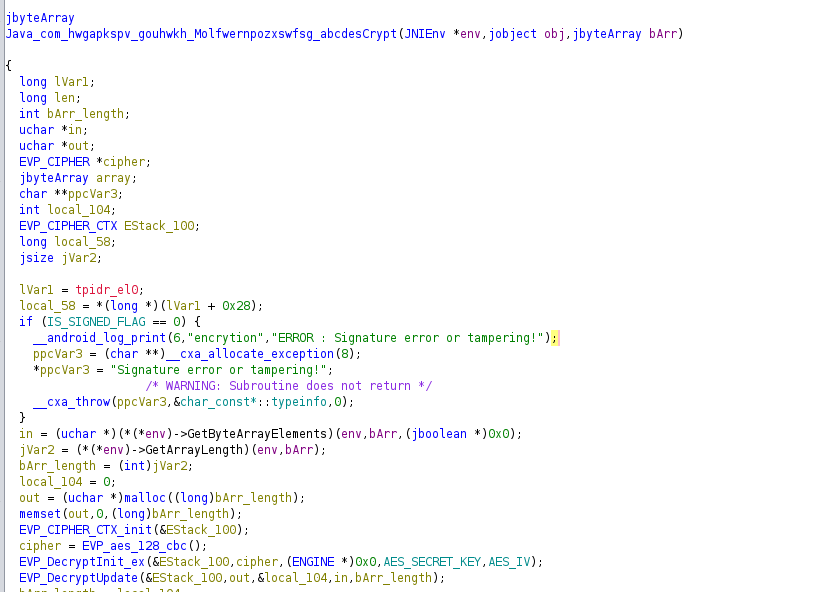 jbyteArray
Java_com_hwgapkspv_gouhwkh_Molfwernpozxswfsg_abcdesCrypt(JNIEnv *env,jobject obj,jbyteArray bArr)
{
long lVar1;
long len;
int bArr_length;
uchar *in;
uchar *out;
EVP_CIPHER *cipher;
jbyteArray array;
char **ppcVar3;
int local_104;
EVP_CIPHER_CTX EStack_100;
long local_58;
jsize jVar2;
lVar1 = tpidr_el0;
local_58 = *(long *)(lVar1 + 0x28);
if (IS_SIGNED_FLAG == 0) {
__android_log_print(6,"encrytion","ERROR : Signature error or tampering!");
ppcVar3 = (char **)__cxa_allocate_exception(8);
*ppcVar3 = "Signature error or tampering!";
/* WARNING: Subroutine does not return */
__cxa_throw(ppcVar3,&char_const*::typeinfo,0);
}
in = (uchar *)(*(*env)->GetByteArrayElements)(env,bArr,(jboolean *)0x0);
jVar2 = (*(*env)->GetArrayLength)(env,bArr);
bArr_length = (int)jVar2;
local_104 = 0;
out = (uchar *)malloc((long)bArr_length);
memset(out,0,(long)bArr_length);
EVP_CIPHER_CTX_init(&EStack_100);
cipher = EVP_aes_128_cbc();
EVP_DecryptInit_ex(&EStack_100,cipher,(ENGINE *)0x0,AES_SECRET_KEY,AES_IV);
EVP_DecryptUpdate(&EStack_100,out,&local_104,in,bArr_length);